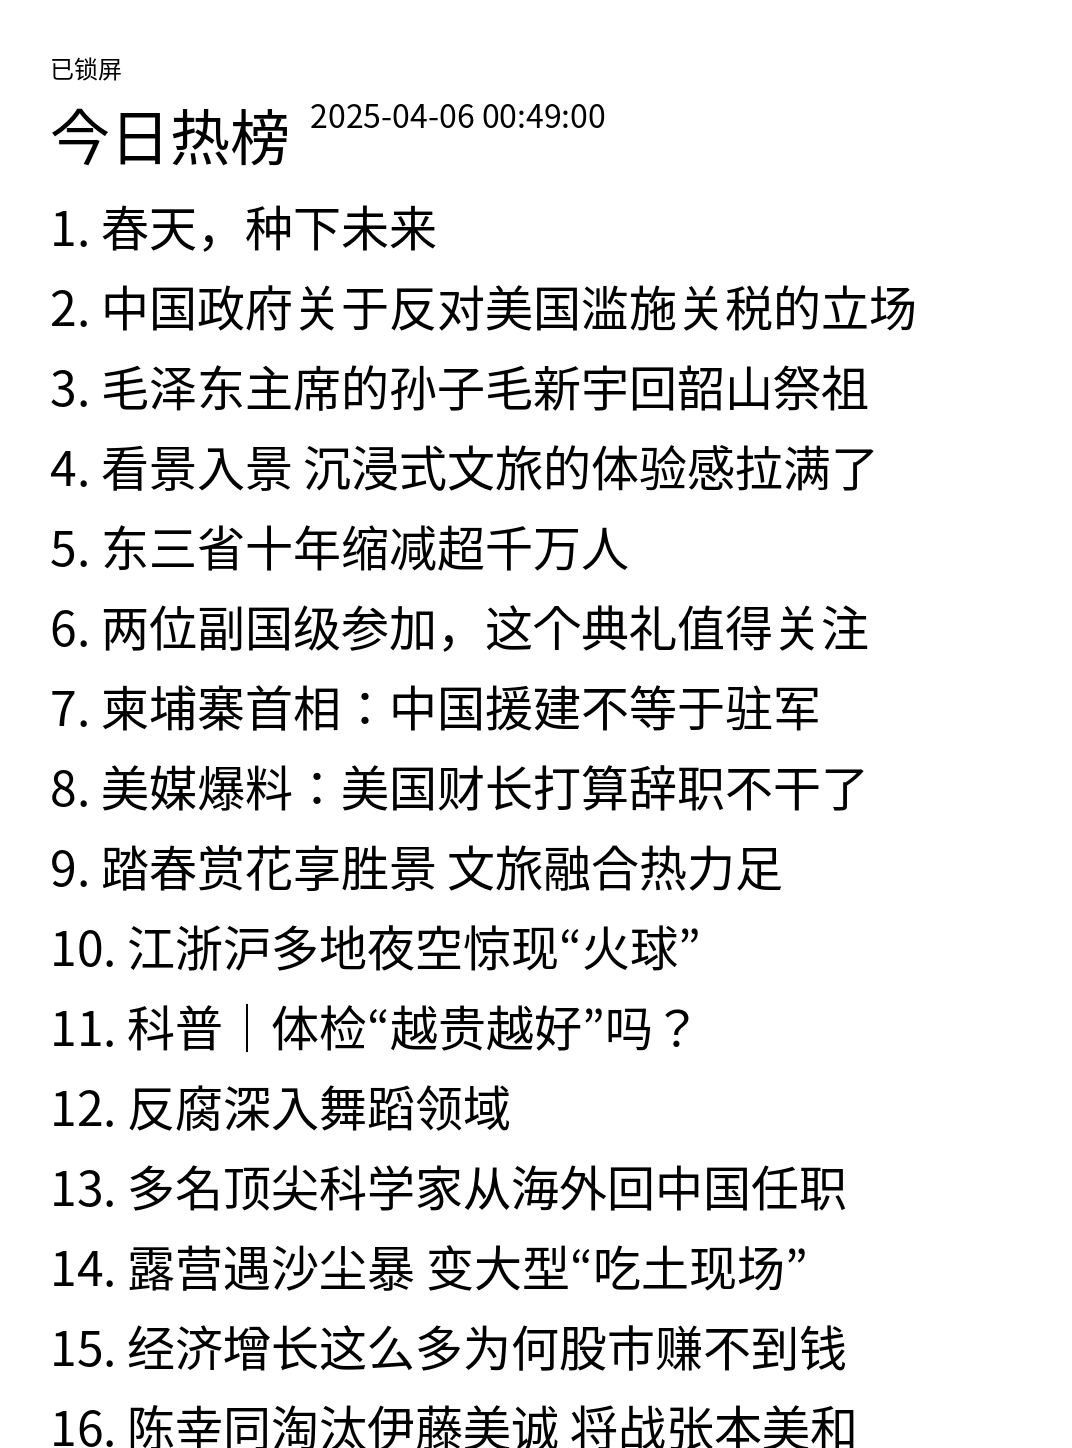 已锁屏
今日热榜 2025-04-06 00:49:00
1. 春天，种下未来
2. 中国政府关于反对美国滥施关税的立场
3. 毛泽东主席的孙子毛新宇回韶山祭祖
4. 看景入景 沉浸式文旅的体验感拉满了
5. 东三省十年缩减超千万人
6. 两位副国级参加，这个典礼值得关注
7. 柬埔寨首相：中国援建不等于驻军
8. 美媒爆料：美国财长打算辞职不干了
9. 踏春赏花享胜景 文旅融合热力足
10. 江浙沪多地夜空惊现“火球”
11. 科普｜体检“越贵越好”吗？
12. 反腐深入舞蹈领域
13. 多名顶尖科学家从海外回中国任职
14. 露营遇沙尘暴 变大型“吃土现场”
15. 经济增长这么多为何股市赚不到钱
16. 陈幸同淘汰伊藤美诚 将战张本美和